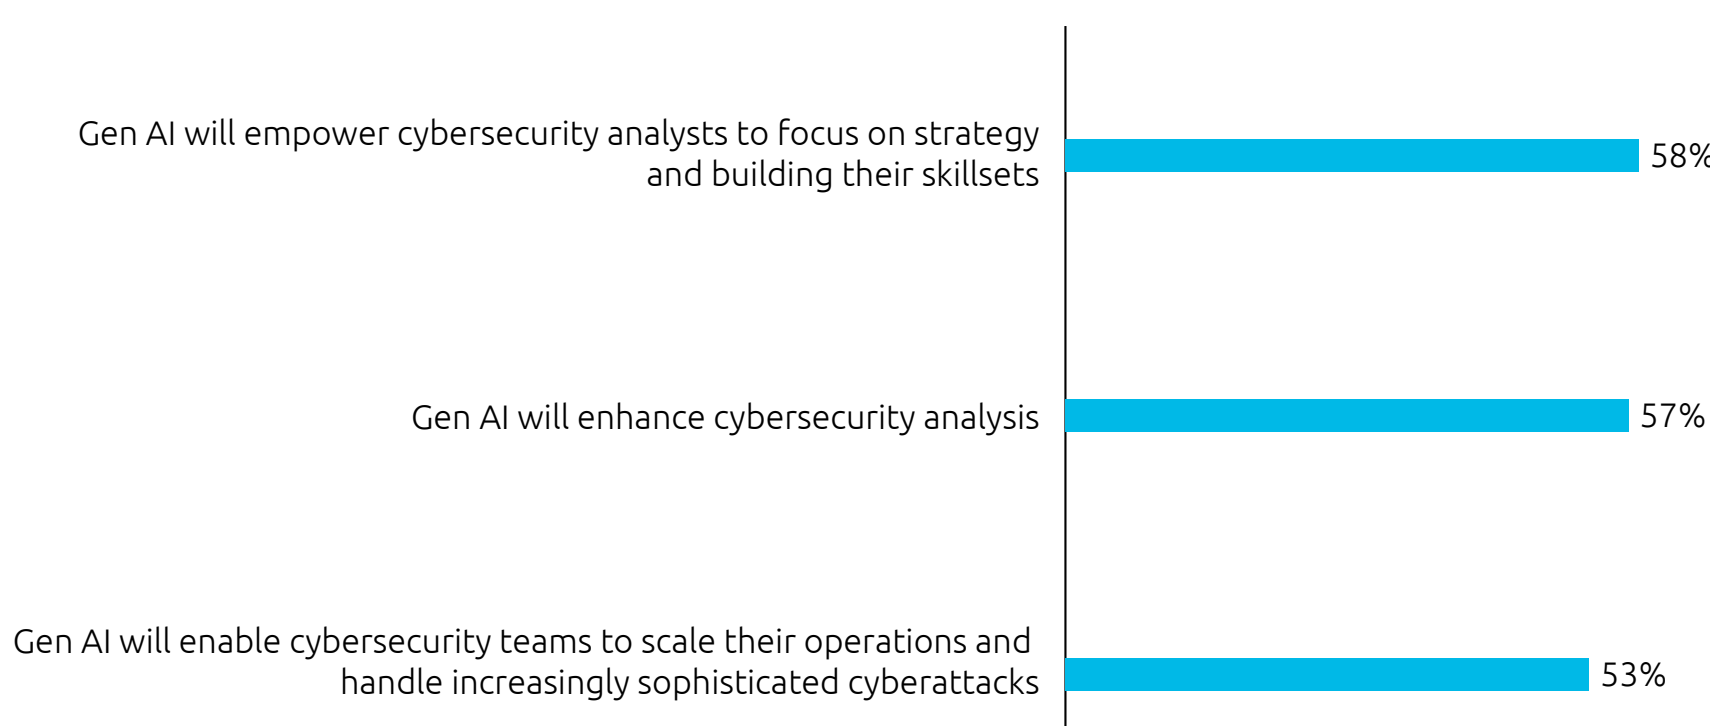 Gen AI will empower cybersecurity analysts to focus on strategy
and building their skillsets
58%
Gen AI will enhance cybersecurity analysis
57%
Gen AI will enable cybersecurity teams to scale their operations and
handle increasingly sophisticated cyberattacks
53%